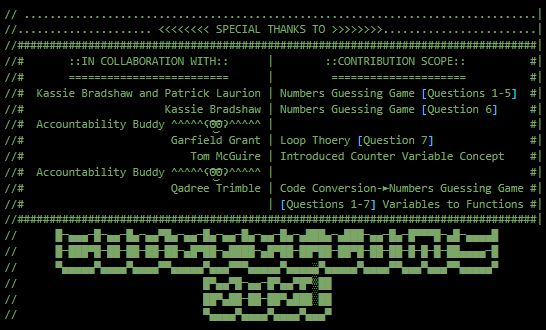 // ......................................................................................|
//..................... <<<<<<<< SPECIAL THANKS TO >>>>>>>>.........................|
//###################################################################################|
//#       ::IN COLLABORATION WITH::      |        ::CONTRIBUTION SCOPE::          #|
//#       =========================      |         =====================          #|
//#  Kassie Bradshaw and Patrick Laurion | Numbers Guessing Game [Questions 1-5]  #|
//#                      Kassie Bradshaw | Numbers Guessing Game [Question 6]     #|
//#  Accountability Buddy ^^^^^ʕʘ̅͜ʘ̅ʔ^^^^^ |                                        #|
//#                       Garfield Grant | Loop Thoery [Question 7]               #|
//#                          Tom McGuire | Introduced Counter Variable Concept    #|
//#  Accountability Buddy ^^^^^ʕʘ̅͜ʘ̅ʔ^^^^^ |                                        #|
//#                       Qadree Trimble | Code Conversion-►Numbers Guessing Game #|
//#                                      | [Questions 1-7] Variables to Functions #|
//###################################################################################|
//
//
//
//
//
//